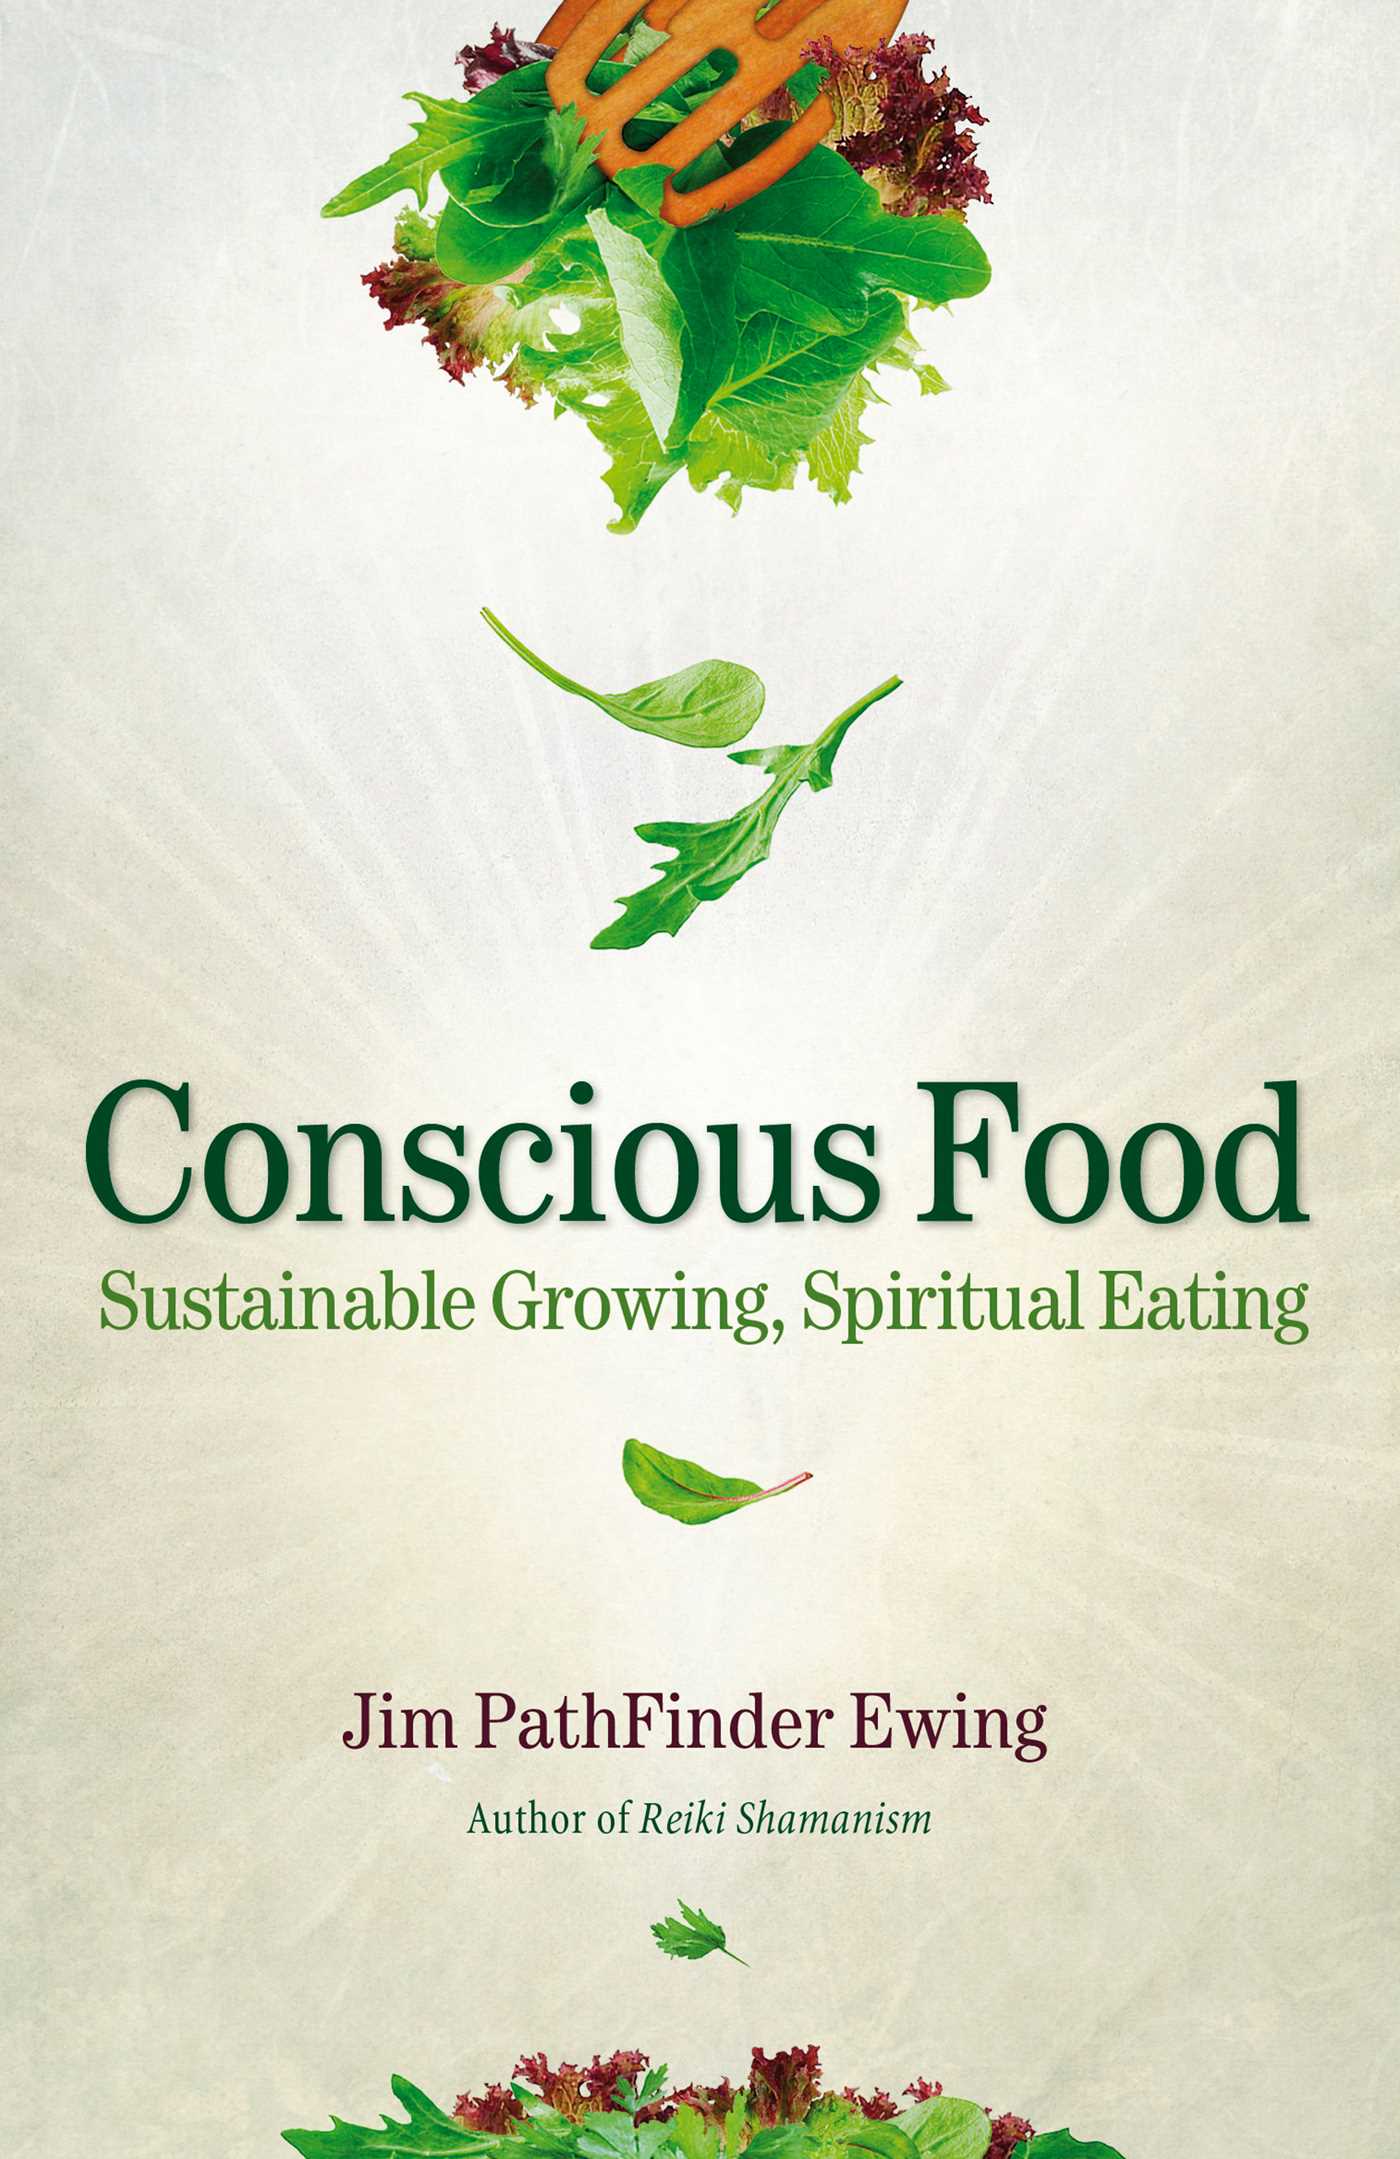 Conscious Food
Sustainable Growing, Spiritual Eating
Jim PathFinder Ewing
Author of Reiki Shamanism